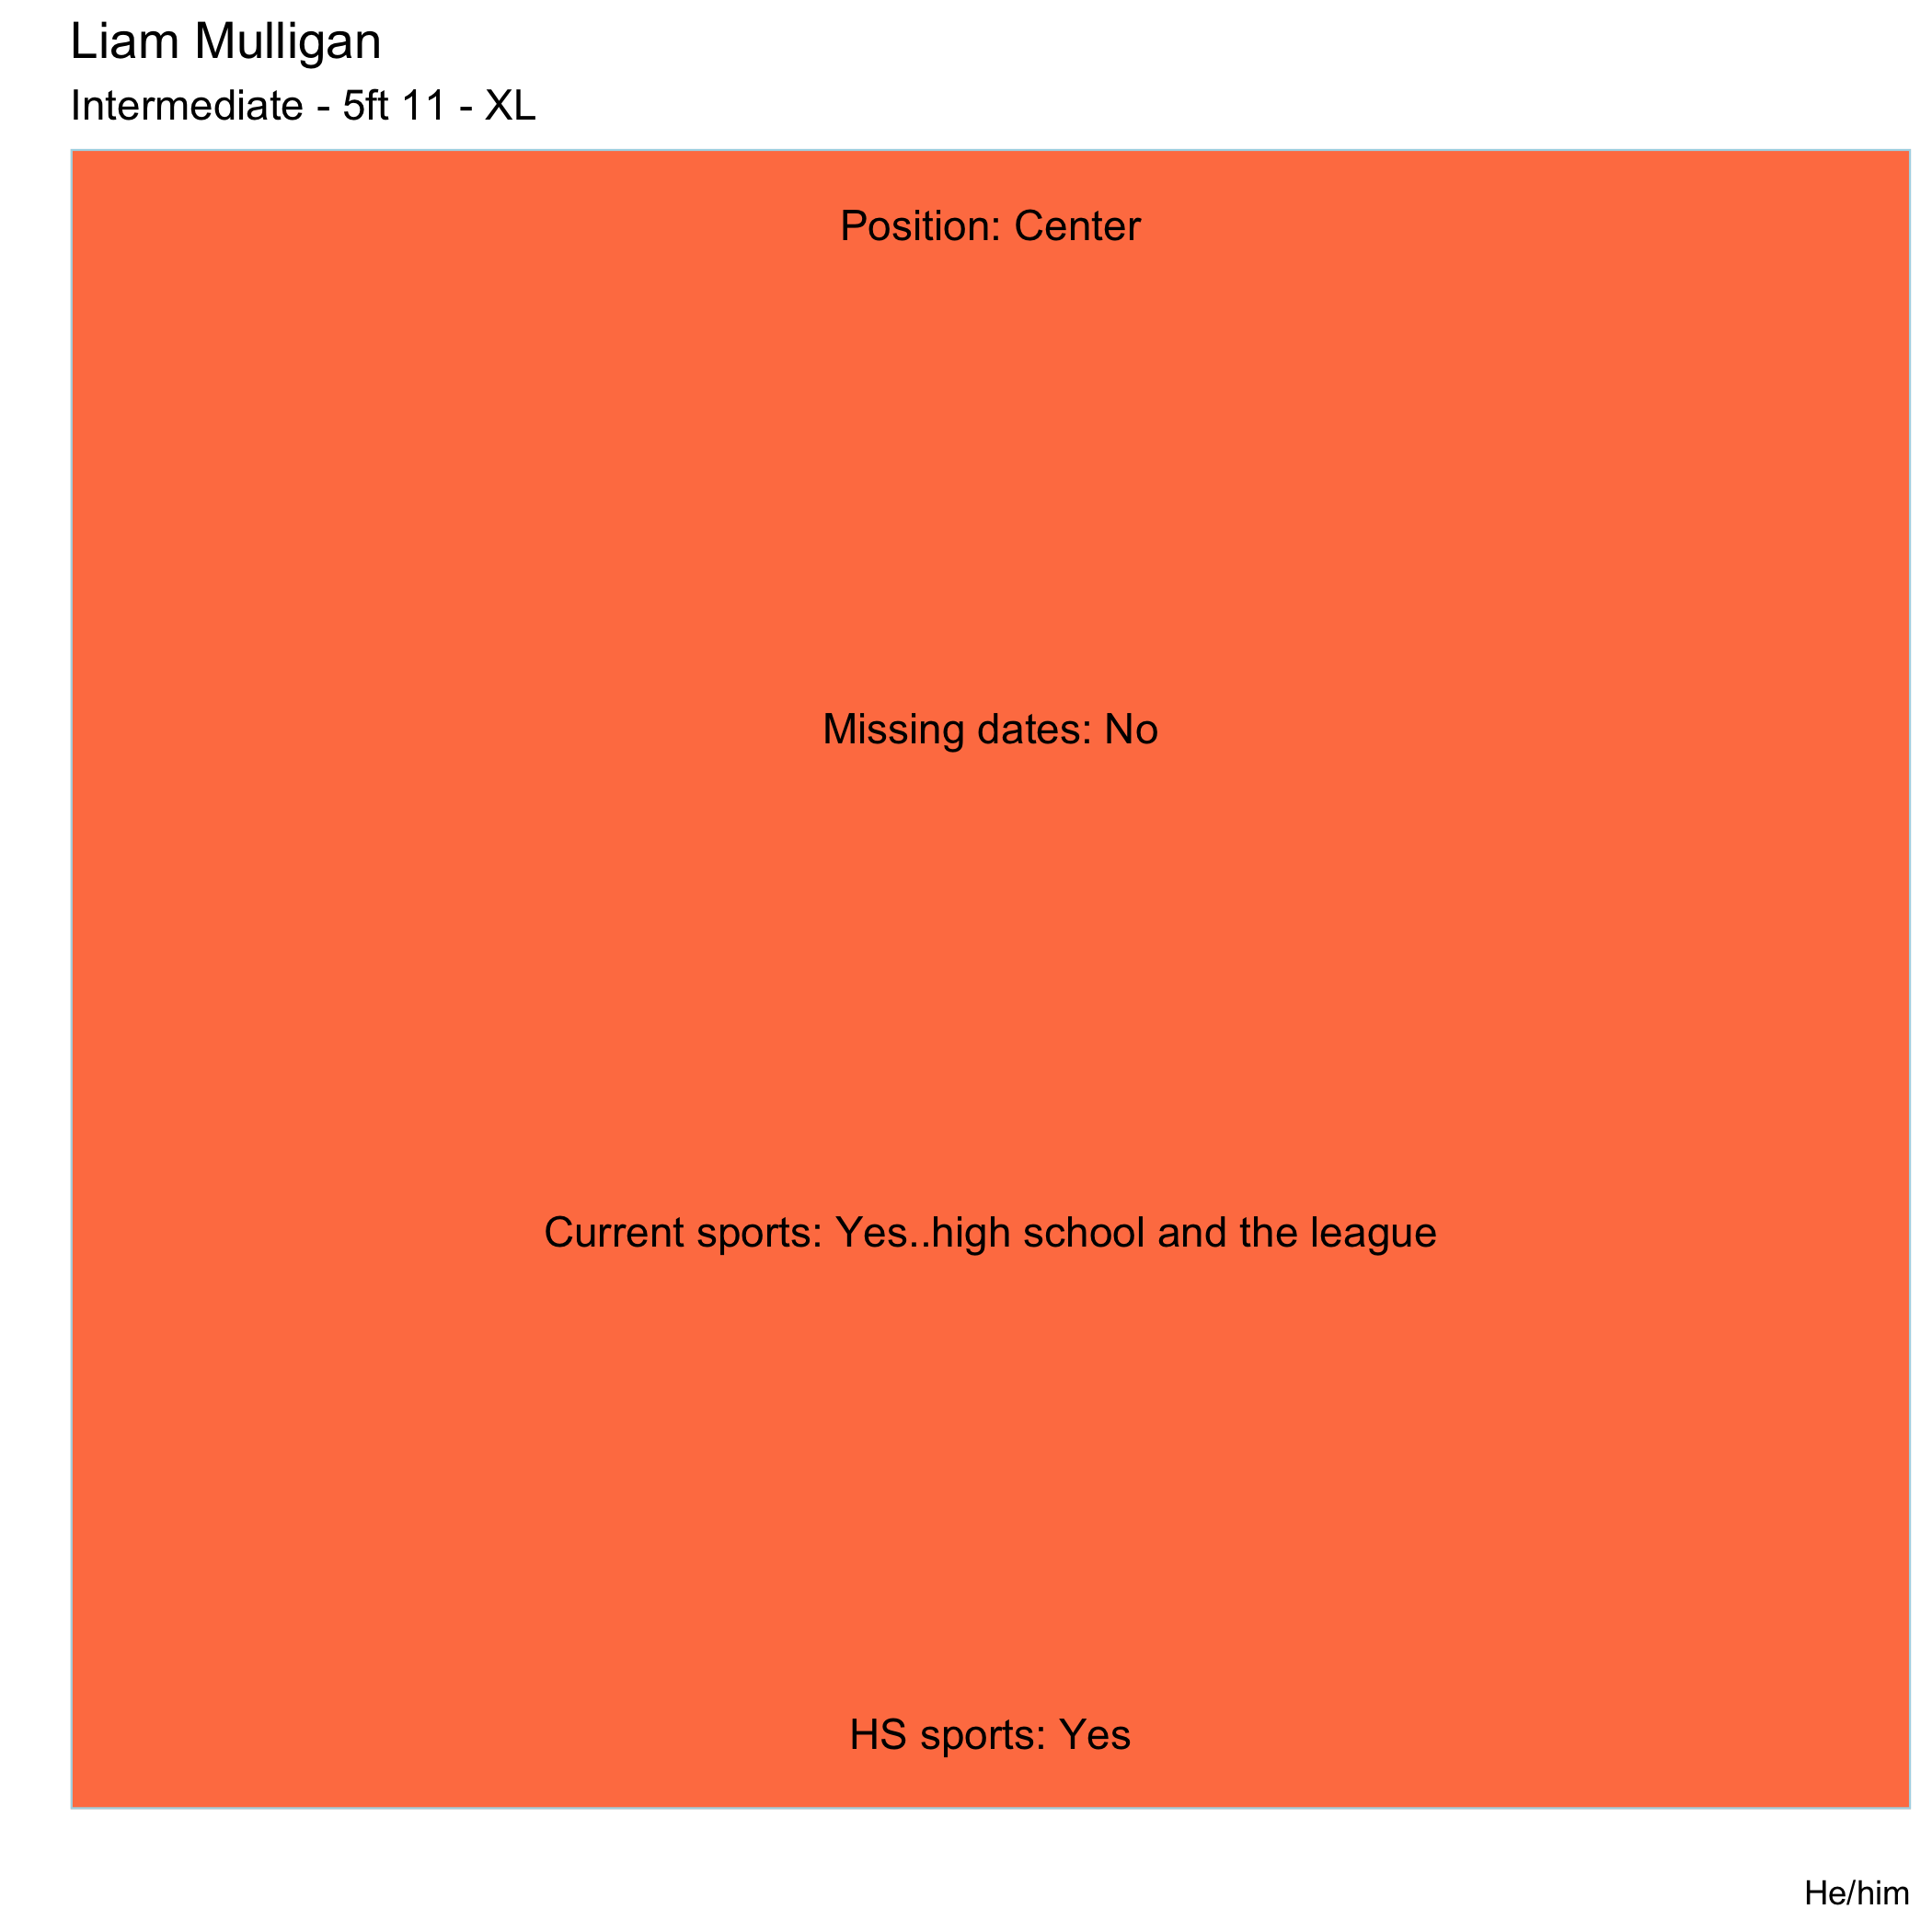 Liam Mulligan
Intermediate - 5ft 11 - XL
Position: Center
Missing dates: No
Current sports: Yes..high school and the league
HS sports: Yes
He/him